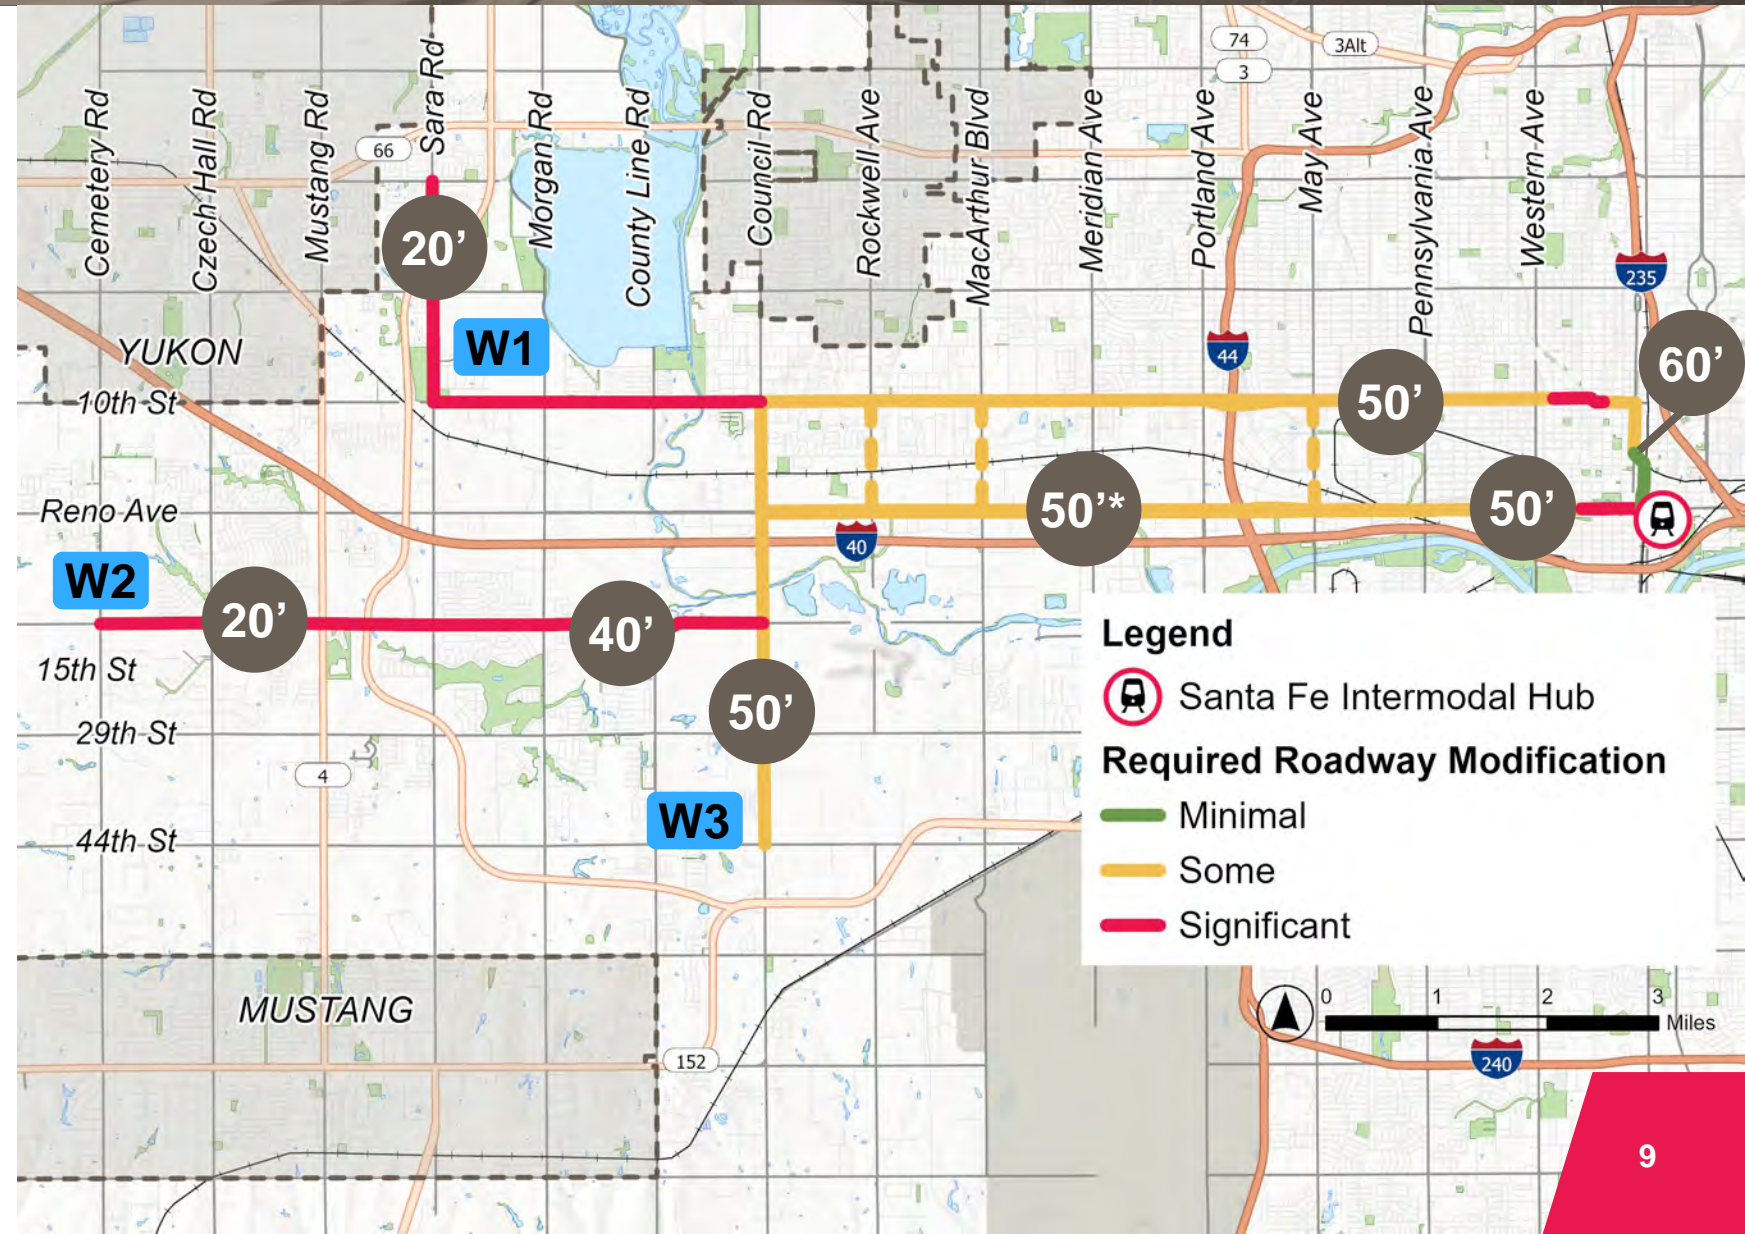 74
3Alt
3
Cemetery Rd
Czech Hall Rd
Mustang Rd
Sara Rd
Morgan Rd
County Line Rd
Council Rd
Rockwell Ave
MacArthur Blvd
Meridian Ave
Portland Ave
May Ave
Pennsylvania Ave
Western Ave
66
20’
235
W1
YUKON
44
60’
10th St
50’
Reno Ave
50’*
50’
40
W2
20’
40’
15th St
50’
29th St
4
W3
44th St
Legend
Santa Fe Intermodal Hub
Required Roadway Modification
Minimal
Some
Significant
MUSTANG
0 1 2 3
Miles
152
240
9